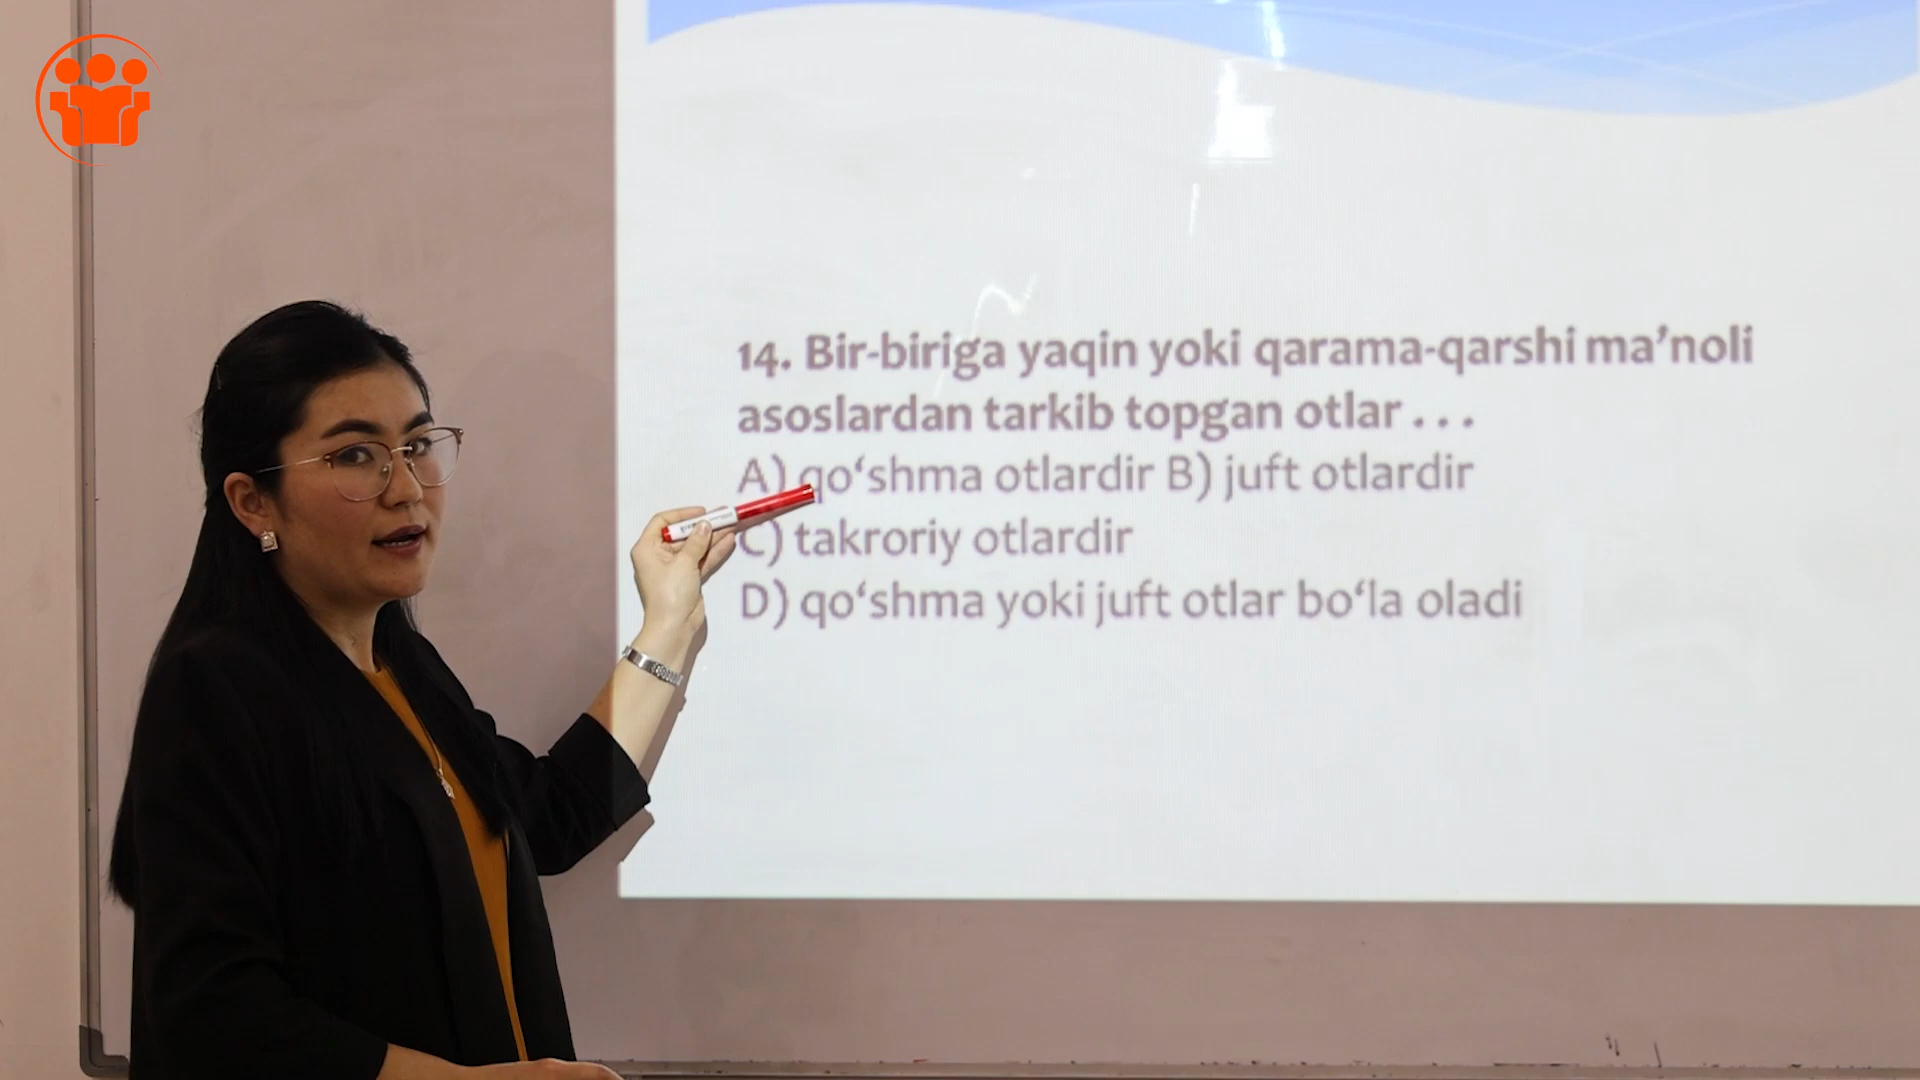 14. Bir-biriga yaqin yoki qarama-qarshi ma’noli
asoslardan tarkib topgan otlar . . .
A) qo‘shma otlardir B) juft otlardir
C) takroriy otlardir
D) qo‘shma yoki juft otlar bo‘la oladi